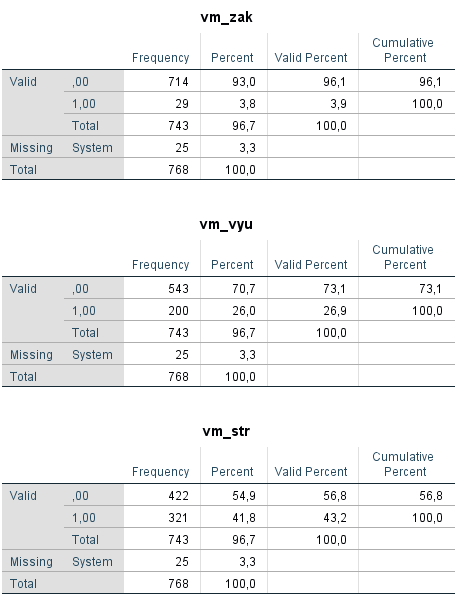 vm_zak
Cumulative
Frequency Percent Valid Percent Percent
Valid ,00 714 93,0 96,1 96,1
1,00 29 3,8 3,9 100,0
Total 743 96,7 100,0
Missing System 25 3,3
Total 768 100,0
vm_vyu
Cumulative
Frequency Percent Valid Percent Percent
Valid ,00 543 70,7 73,1 73,1
1,00 200 26,0 26,9 100,0
Total 743 96,7 100,0
Missing System 25 3,3
Total 768 100,0
vm_str
Cumulative
Frequency Percent Valid Percent Percent
Valid ,00 422 54,9 56,8 56,8
1,00 321 41,8 43,2 100,0
Total 743 96,7 100,0
Missing System 25 3,3
Total 768 100,0